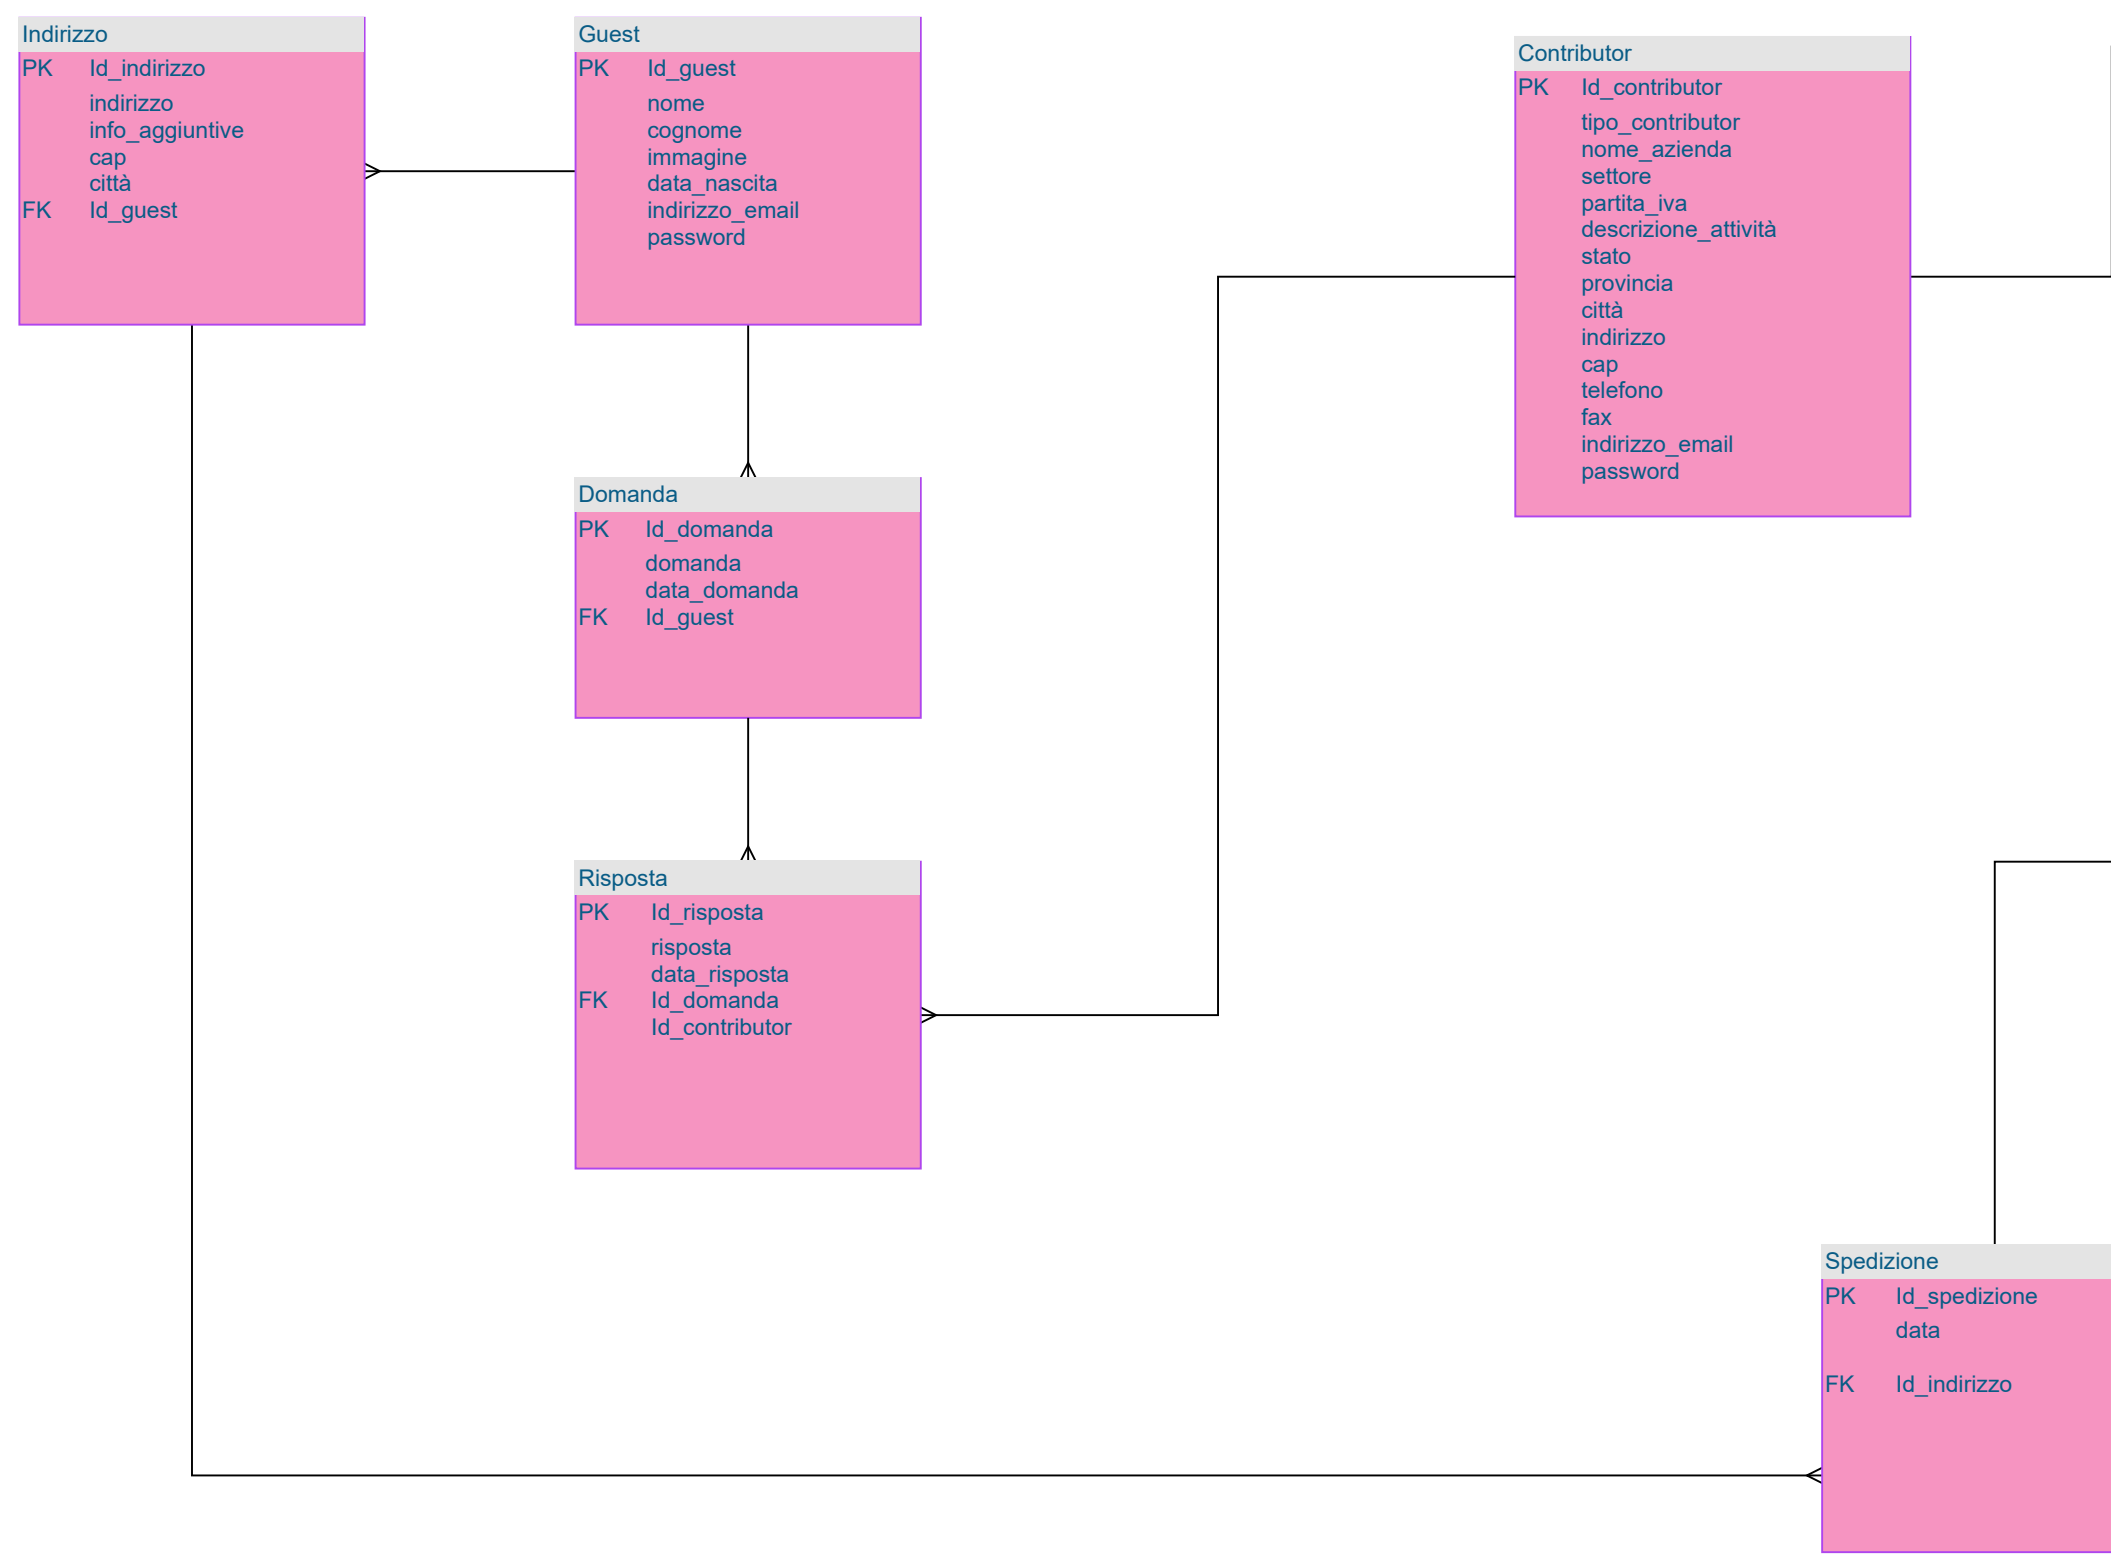 Indirizzo
PK Id_indirizzo
indirizzo
info_aggiuntive
cap
città
FK Id_guest
Guest
PK Id_guest
nome
cognome
immagine
data_nascita
indirizzo_email
password
Contributor
PK Id_contributor
tipo_contributor
nome_azienda
settore
partita_iva
descrizione_attività
stato
provincia
città
indirizzo
cap
telefono
fax
indirizzo_email
password
Domanda
PK Id_domanda
domanda
data_domanda
FK Id_guest
Risposta
PK Id_risposta
risposta
data_risposta
FK Id_domanda
Id_contributor
Spedizione
PK Id_spedizione
data
FK Id_indirizzo